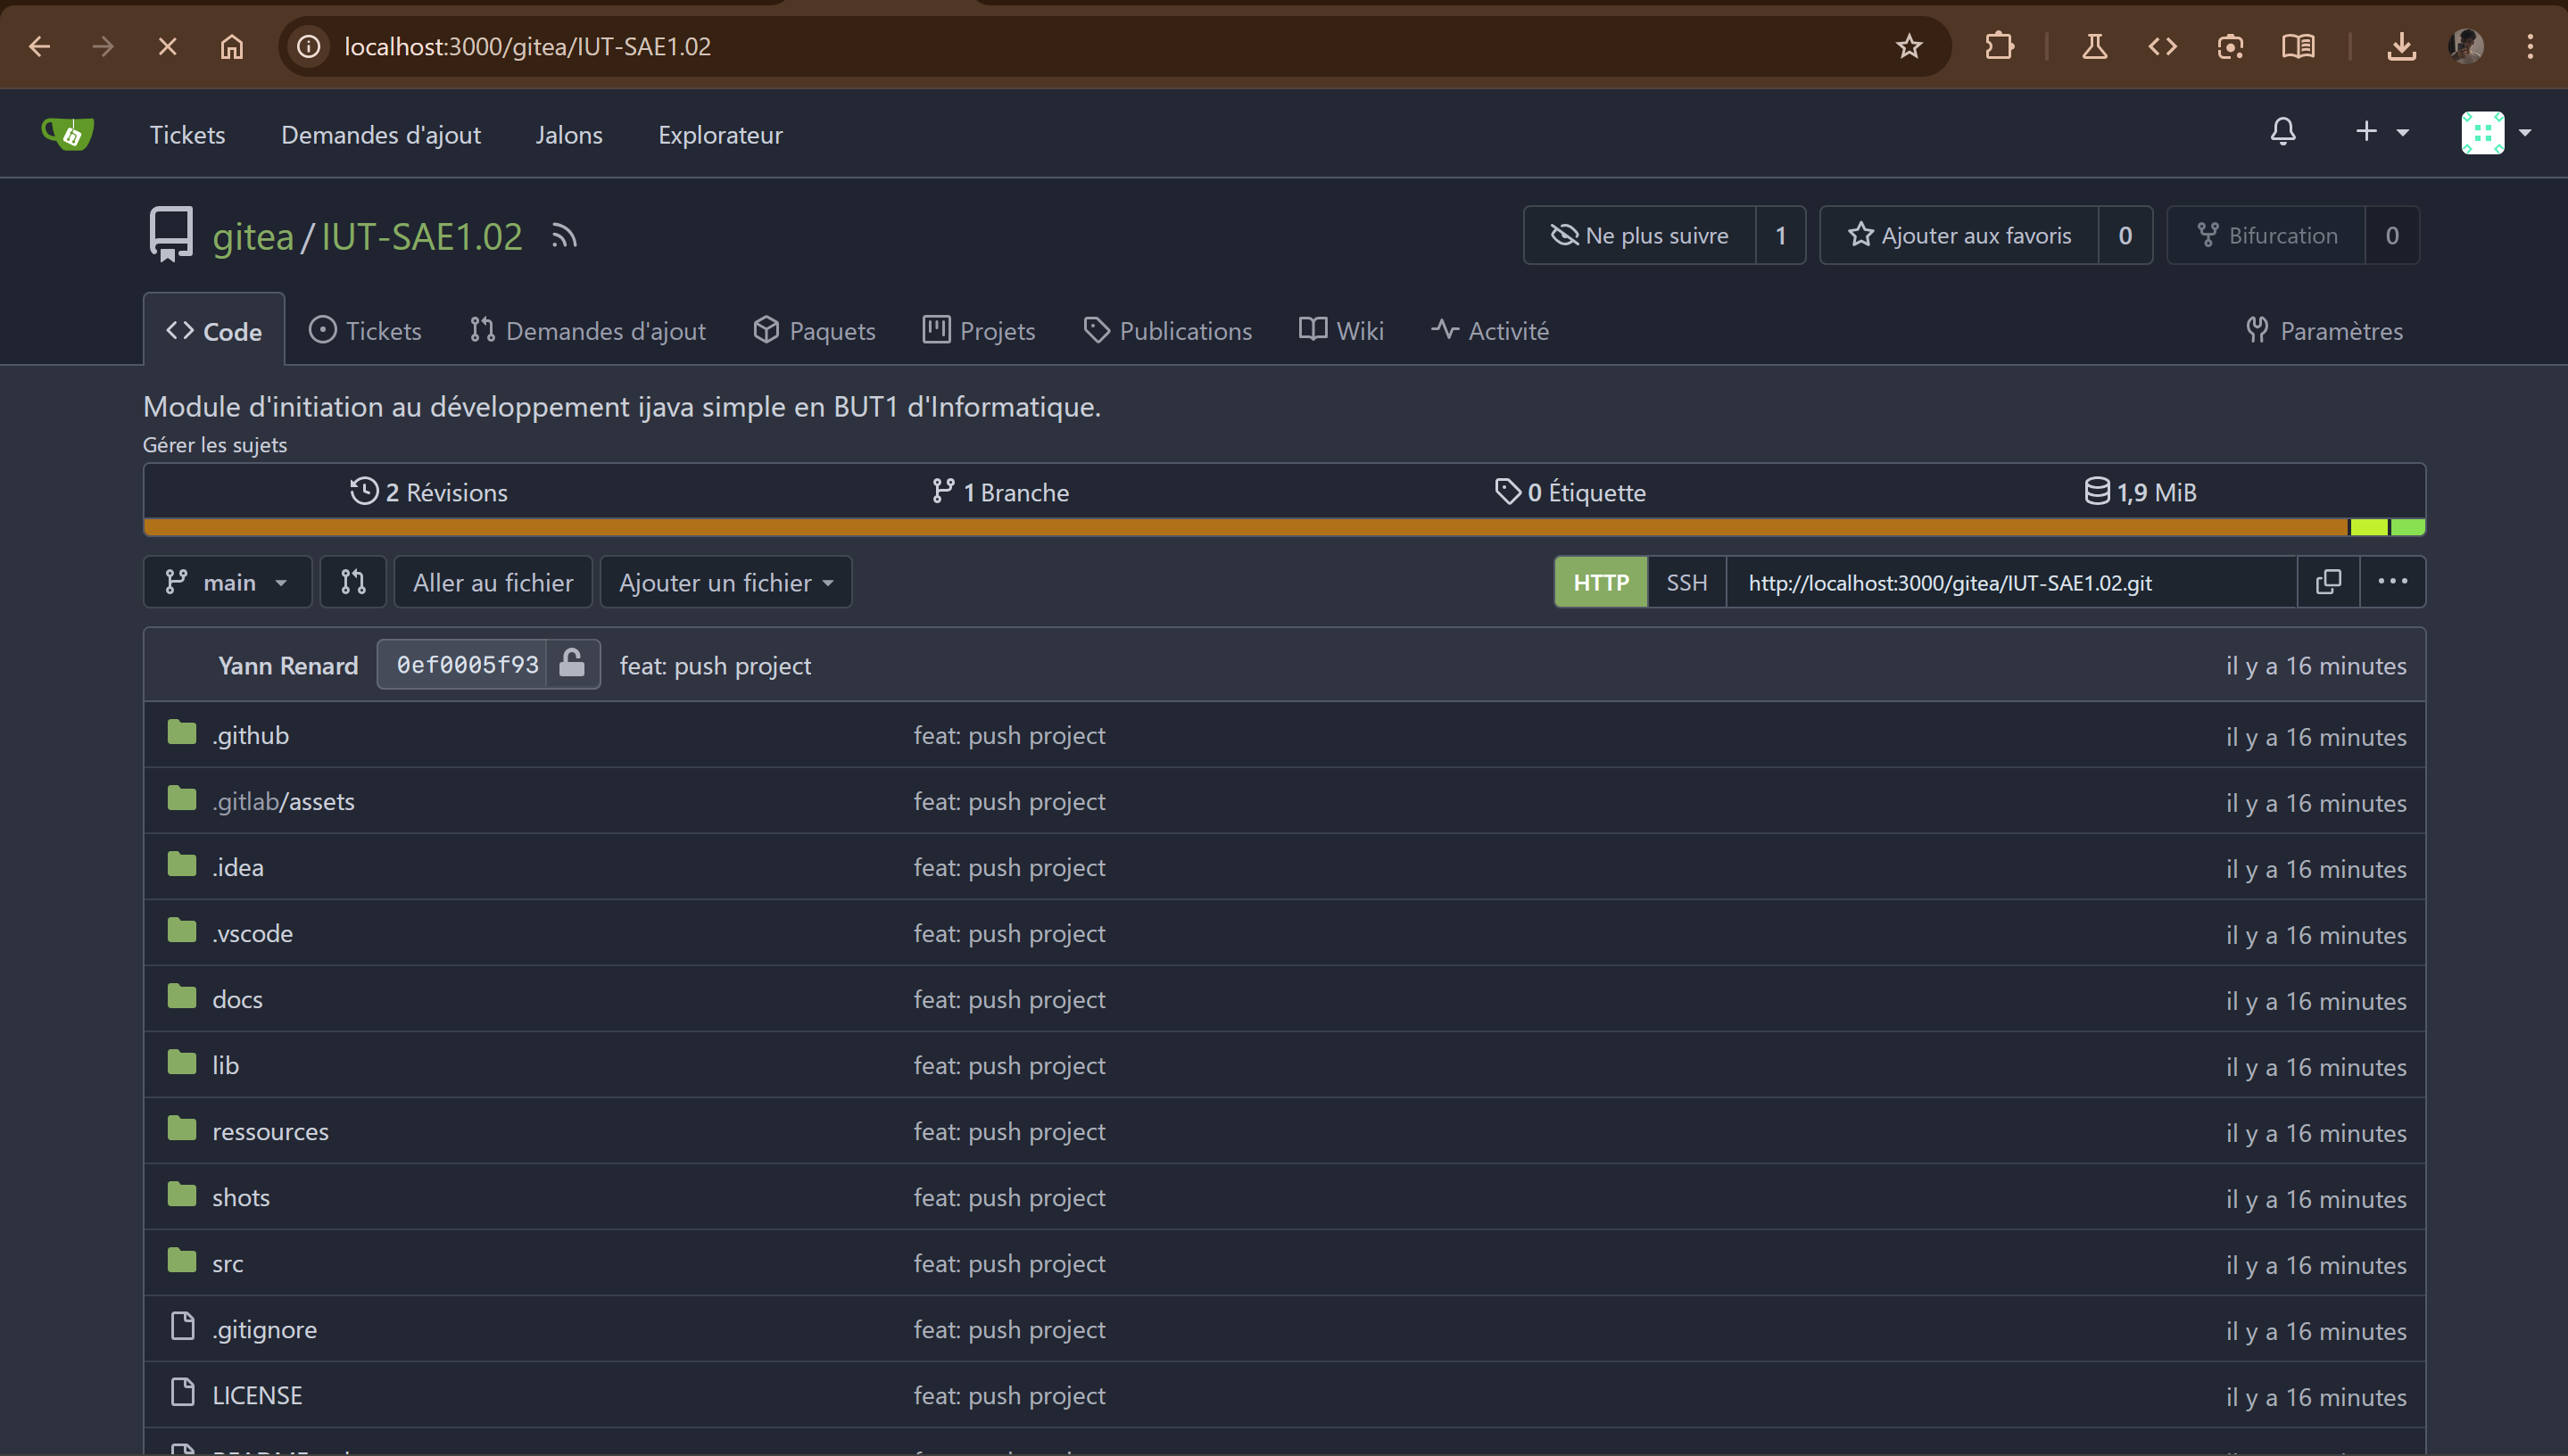 localhost:3000/gitea/IUT-SAE1.02
Tickets Demandes d'ajout Jalons Explorateur
gitea/IUT-SAE1.02
Ne plus suivre 1 Ajouter aux favoris 0 Bifurcation 0
Code Tickets Demandes d'ajout Paquets Projets Publications Wiki Activité Paramètres
Module d'initiation au développement ijava simple en BUT1 d'Informatique.
Gérer les sujets
2 Révisions 1 Branche 0 Étiquette 1,9 MiB
main Aller au fichier Ajouter un fichier HTTP SSH http://localhost:3000/gitea/IUT-SAE1.02.git
Yann Renard 0ef0005f93 feat: push project il y a 16 minutes
.github feat: push project il y a 16 minutes
.gitlab/assets feat: push project il y a 16 minutes
.idea feat: push project il y a 16 minutes
.vscode feat: push project il y a 16 minutes
docs feat: push project il y a 16 minutes
lib feat: push project il y a 16 minutes
ressources feat: push project il y a 16 minutes
shots feat: push project il y a 16 minutes
src feat: push project il y a 16 minutes
.gitignore feat: push project il y a 16 minutes
LICENSE feat: push project il y a 16 minutes